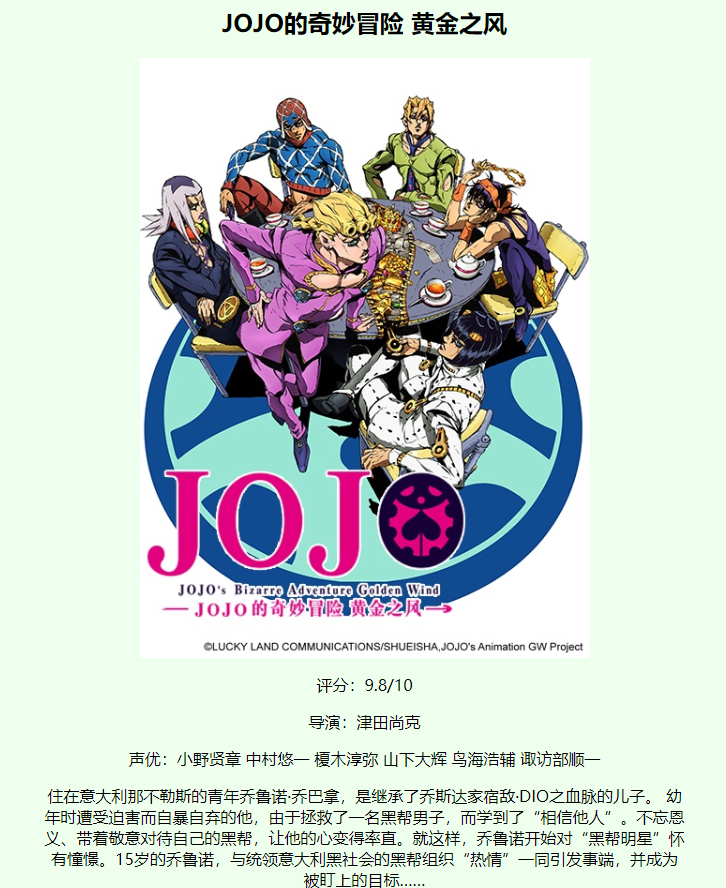 JOJO的奇妙冒险 黄金之风
JOJO
JOJO's Bizarre Adventure Golden Wind
JOJO的奇妙冒险 黄金之风
©LUCKY LAND COMMUNICATIONS/SHUEISHA,JOJO's Animation GW Project
评分：9.8/10
导演：津田尚克
声优：小野贤章 中村悠一 榎木淳弥 山下大辉 鸟海浩辅 诹访部顺一
住在意大利那不勒斯的青年乔鲁诺·乔巴拿，是继承了乔斯达家宿敌·DIO之血脉的儿子。 幼
年时遭受迫害而自暴自弃的他，由于拯救了一名黑帮男子，而学到了“相信他人”。不忘恩
义、带着敬意对待自己的黑帮，让他的心变得率直。就这样，乔鲁诺开始对“黑帮明星”怀
有憧憬。15岁的乔鲁诺，与统领意大利黑社会的黑帮组织“热情”一同引发事端，并成为
被盯上的目标......